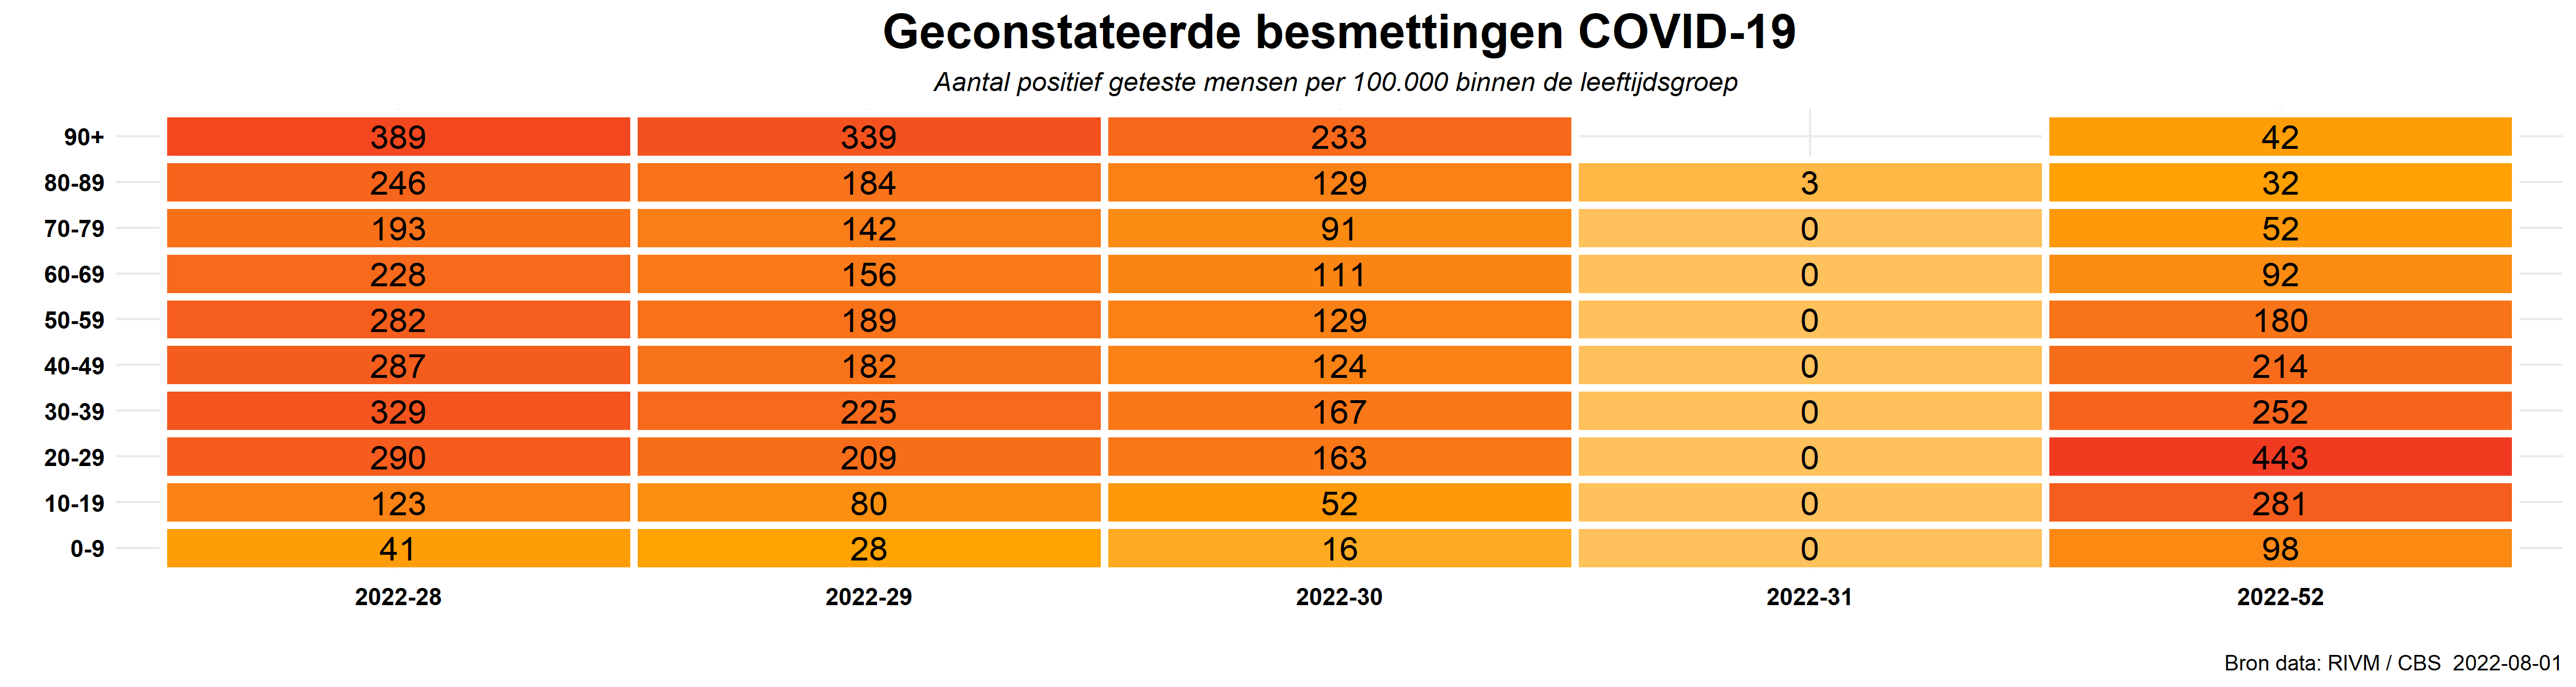 Geconstateerde besmettingen COVID-19
Aantal positief geteste mensen per 100.000 binnen de leeftijdsgroep
90+ 389 339 233 42
80-89 246 184 129 3 32
70-79 193 142 91 0 52
60-69 228 156 111 0 92
50-59 282 189 129 0 180
40-49 287 182 124 0 214
30-39 329 225 167 0 252
20-29 290 209 163 0 443
10-19 123 80 52 0 281
0-9 41 28 16 0 98
2022-28 2022-29 2022-30 2022-31 2022-52
Bron data: RIVM / CBS 2022-08-01